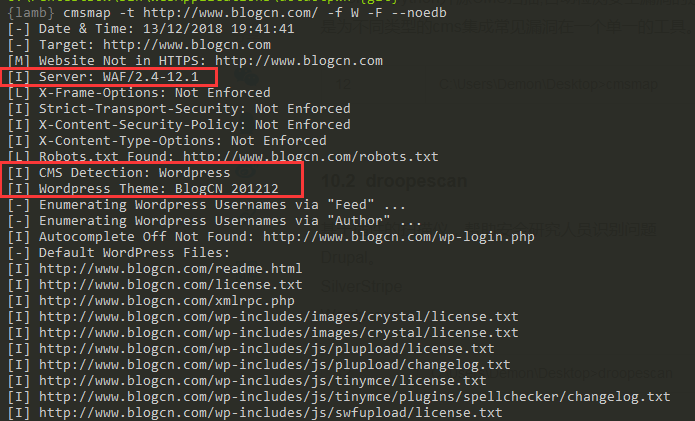 {lamb} cmsmap -t http://www.blogcn.com/ -f W -F --noedb
[-] Date & Time: 13/12/2018 19:41:41
[-] Target: http://www.blogcn.com
[M] Website Not in HTTPS: http://www.blogcn.com
[I] Server: WAF/2.4-12.1
[L] X-Frame-Options: Not Enforced
[I] Strict-Transport-Security: Not Enforced
[I] X-Content-Security-Policy: Not Enforced
[I] X-Content-Type-Options: Not Enforced
[L] Robots.txt Found: http://www.blogcn.com/robots.txt
[I] CMS Detection: Wordpress
[I] Wordpress Theme: BlogCN_201212
10.2 droopescan
[-] Enumerating Wordpress Usernames via "Feed" ...
[-] Enumerating Wordpress Usernames via "Author" ...
[I] Autocomplete Off Not Found: http://www.blogcn.com/wp-login.php
[-] Default WordPress Files:
[I] http://www.blogcn.com/readme.html
[I] http://www.blogcn.com/license.txt
[I] http://www.blogcn.com/xmlrpc.php
[I] http://www.blogcn.com/wp-includes/images/crystal/license.txt
[I] http://www.blogcn.com/wp-includes/images/crystal/license.txt
[I] http://www.blogcn.com/wp-includes/js/plupload/license.txt
[I] http://www.blogcn.com/wp-includes/js/plupload/changelog.txt
[I] http://www.blogcn.com/wp-includes/js/tinymce/license.txt
[I] http://www.blogcn.com/wp-includes/js/tinymce/plugins/spellchecker/changelog.txt
[I] http://www.blogcn.com/wp-includes/js/swfupload/license.txt